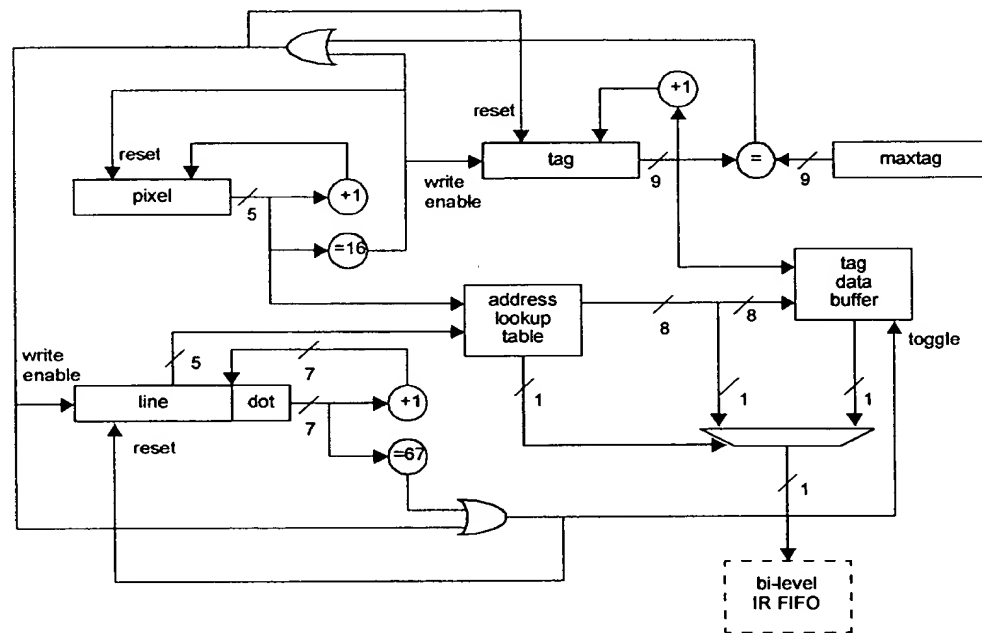 reset
+1
reset
tag
=
maxtag
write
enable
9
9
pixel
5
+1
=16
address
lookup
table
8
8
tag
data
buffer
toggle
write
enable
5
7
line
dot
7
+1
1
1
1
reset
=67
1
bi-level
IR FIFO